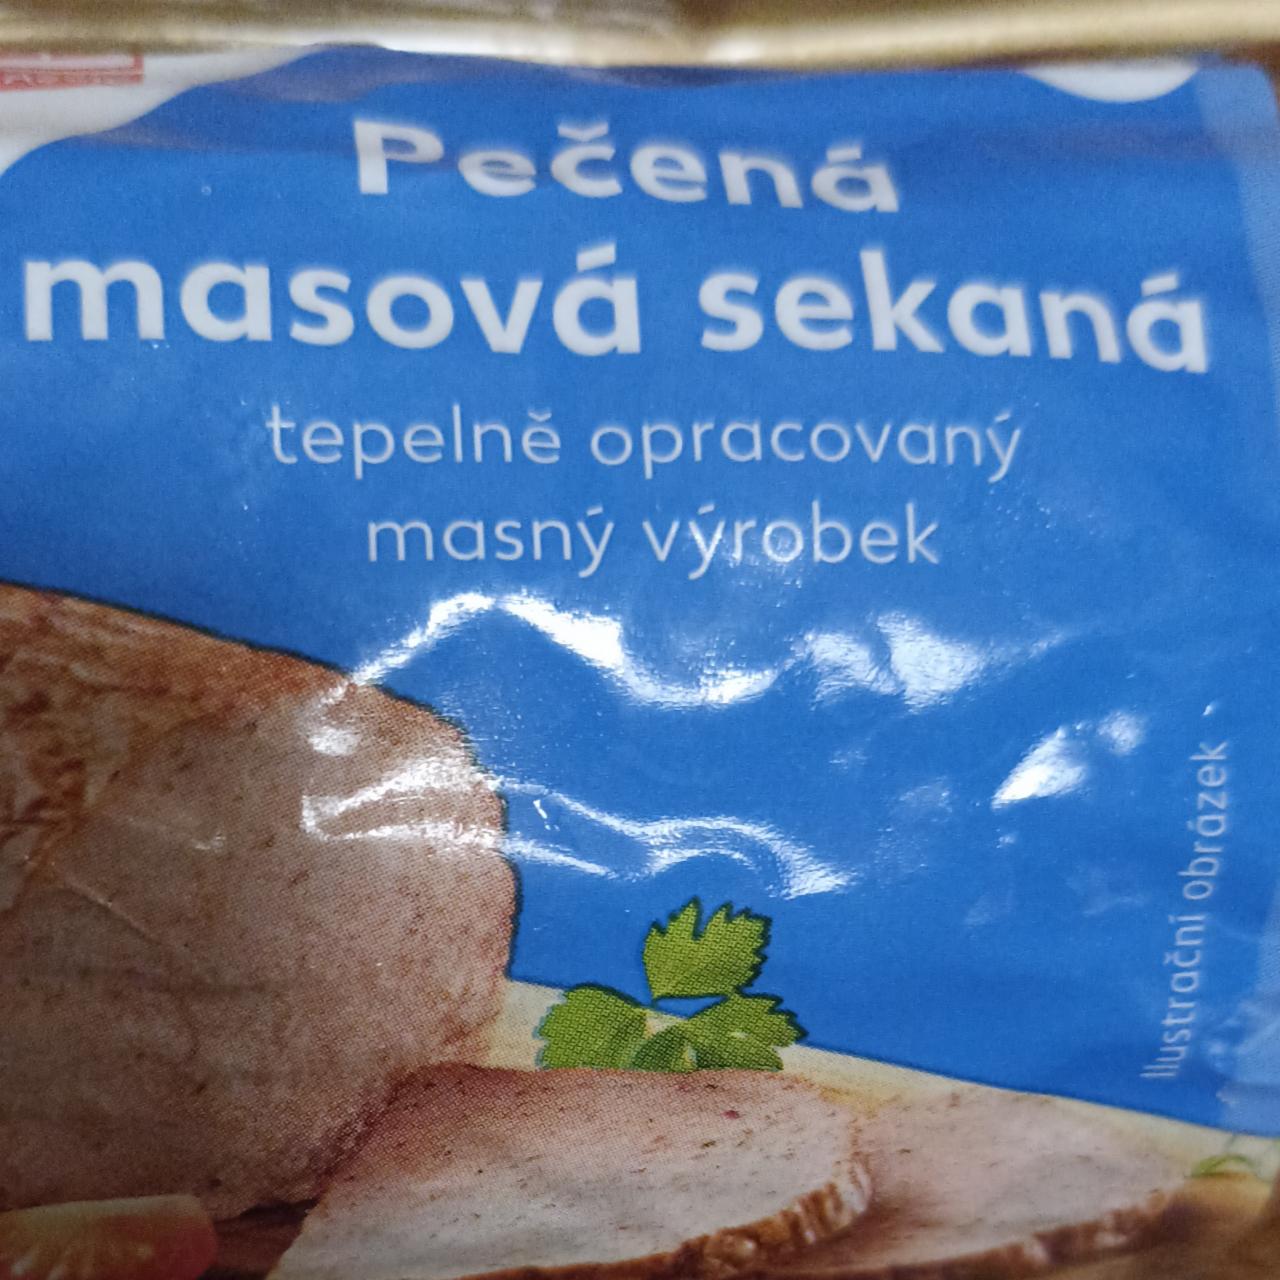 Pečená
masová sekaná
tepelně opracovaný
masný výrobek
Ilustrační obrázek